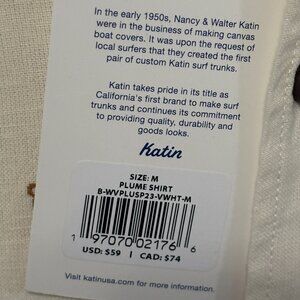 In the early 1950s, Nancy & Walter Katin
were in the business of making canvas
boat covers. It was upon the request of
local surfers that they created the first
pair of custom Katin surf trunks.
Katin takes pride in its title as
California's first brand to make surf
trunks and continues its commitment
to providing quality, durability and
goods looks.
Katin
SIZE: M
PLUME SHIRT
B-WVPLUSP23-VWHT-M
1 97070 02176 6
USD: $59 | CAD: $74
Visit katinusa.com for more information.